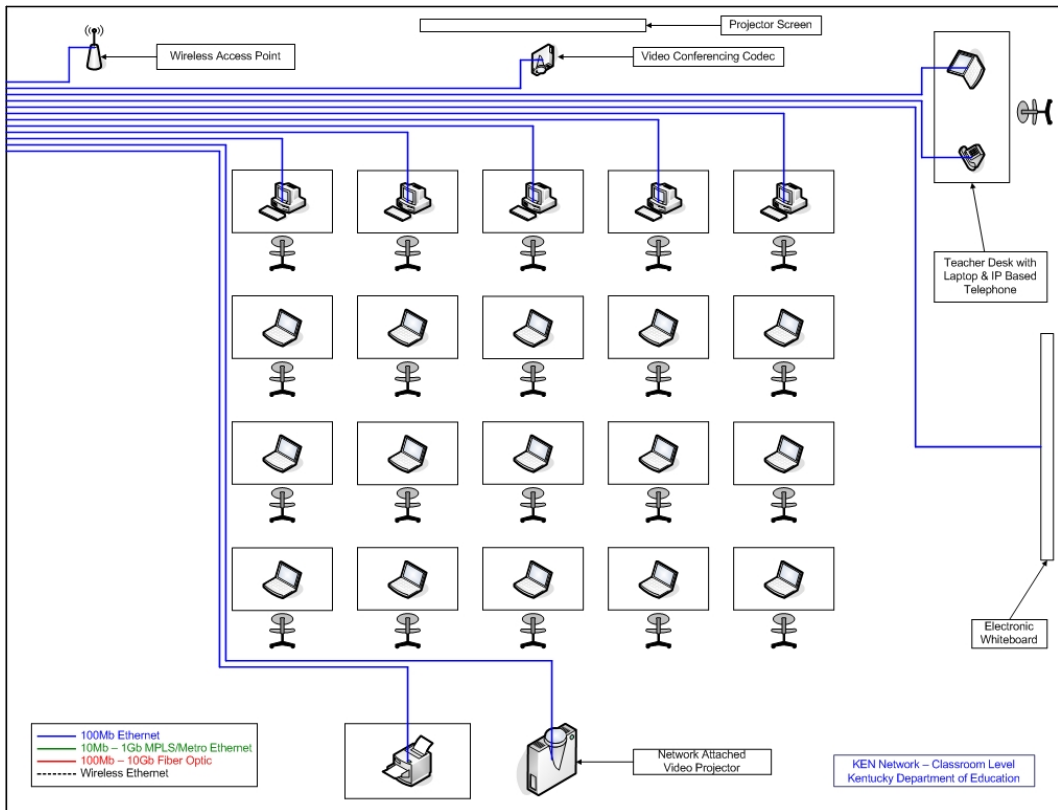 Projector Screen
Wireless Access Point
Video Conferencing Codec
Teacher Desk with
Laptop & IP Based
Telephone
Electronic
Whiteboard
100Mb Ethernet
10Mb – 1Gb MPLS/Metro Ethernet
100Mb – 10Gb Fiber Optic
Wireless Ethernet
Network Attached
Video Projector
KEN Network – Classroom Level
Kentucky Department of Education